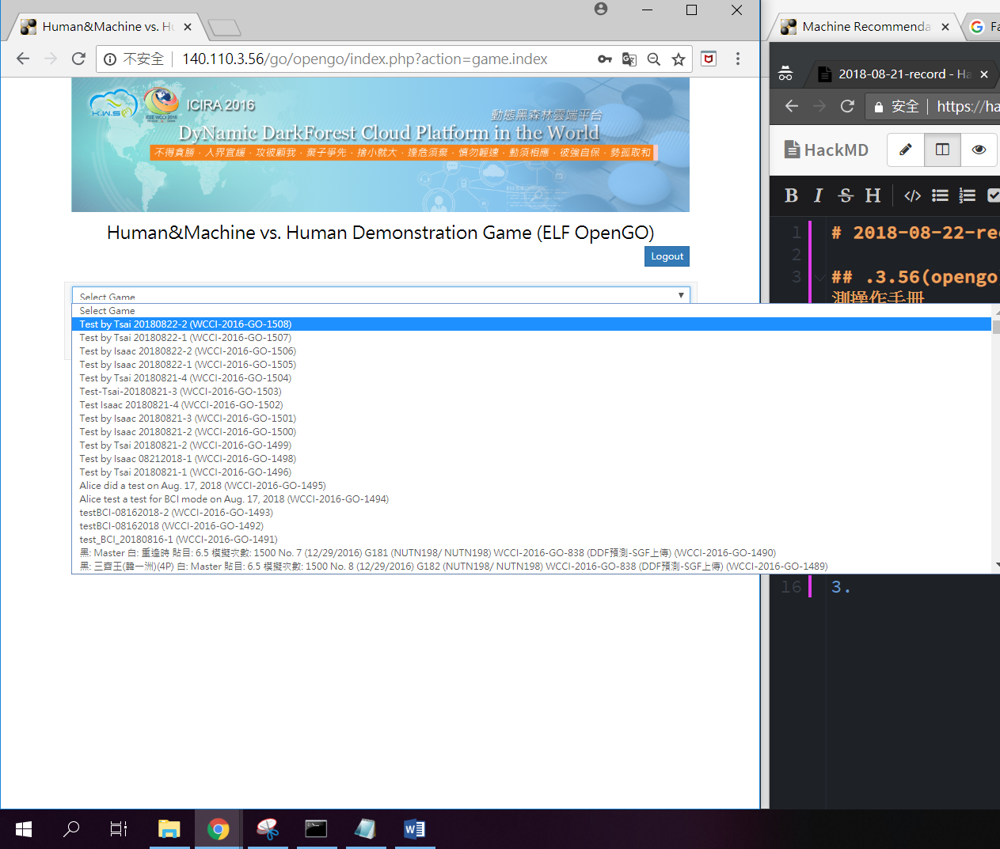 Human&Machine vs. Hu
不安全
140.110.3.56/go/opengo/index.php?action=game.index
K.W.S
IEEE WCCI 2016
ICIRA 2016
動態黑森林雲端平台
DyNamic DarkForest Cloud Platform in the World
不得貪勝 · 入界宜緩 · 攻彼顧我 · 棄子爭先 · 捨小就大 · 逢危須棄 · 慎勿輕速 · 動須相應 · 彼強自保 · 勢孤取和
Human&Machine vs. Human Demonstration Game (ELF OpenGO)
Logout
Select Game
Select Game
Test by Tsai 20180822-2 (WCCI-2016-GO-1508)
Test by Tsai 20180822-1 (WCCI-2016-GO-1507)
Test by Isaac 20180822-2 (WCCI-2016-GO-1506)
Test by Isaac 20180822-1 (WCCI-2016-GO-1505)
Test by Tsai 20180821-4 (WCCI-2016-GO-1504)
Test-Tsai-20180821-3 (WCCI-2016-GO-1503)
Test Isaac 20180821-4 (WCCI-2016-GO-1502)
Test by Isaac 20180821-3 (WCCI-2016-GO-1501)
Test by Isaac 20180821-2 (WCCI-2016-GO-1500)
Test by Tsai 20180821-2 (WCCI-2016-GO-1499)
Test by Isaac 08212018-1 (WCCI-2016-GO-1498)
Test by Tsai 20180821-1 (WCCI-2016-GO-1496)
Alice did a test on Aug. 17, 2018 (WCCI-2016-GO-1495)
Alice test a test for BCI mode on Aug. 17, 2018 (WCCI-2016-GO-1494)
testBCI-08162018-2 (WCCI-2016-GO-1493)
testBCI-08162018 (WCCI-2016-GO-1492)
test_BCI_20180816-1 (WCCI-2016-GO-1491)
黑: Master 白: 重逢時 貼目: 6.5 模擬次數: 1500 No. 7 (12/29/2016) G181 (NUTN198/ NUTN198) WCCI-2016-GO-838 (DDF預測-SGF上傳) (WCCI-2016-GO-1490)
黑: 三齊王(韓一洲)(4P) 白: Master 貼目: 6.5 模擬次數: 1500 No. 8 (12/29/2016) G182 (NUTN198/ NUTN198) WCCI-2016-GO-838 (DDF預測-SGF上傳) (WCCI-2016-GO-1489)
Machine Recommenda
Fa
2018-08-21-record - Ha
安全
https://ha
HackMD
B I S H </>
1 # 2018-08-22-rec
2
3 ## .3.56(opengo
測操作手冊
16 3.
W